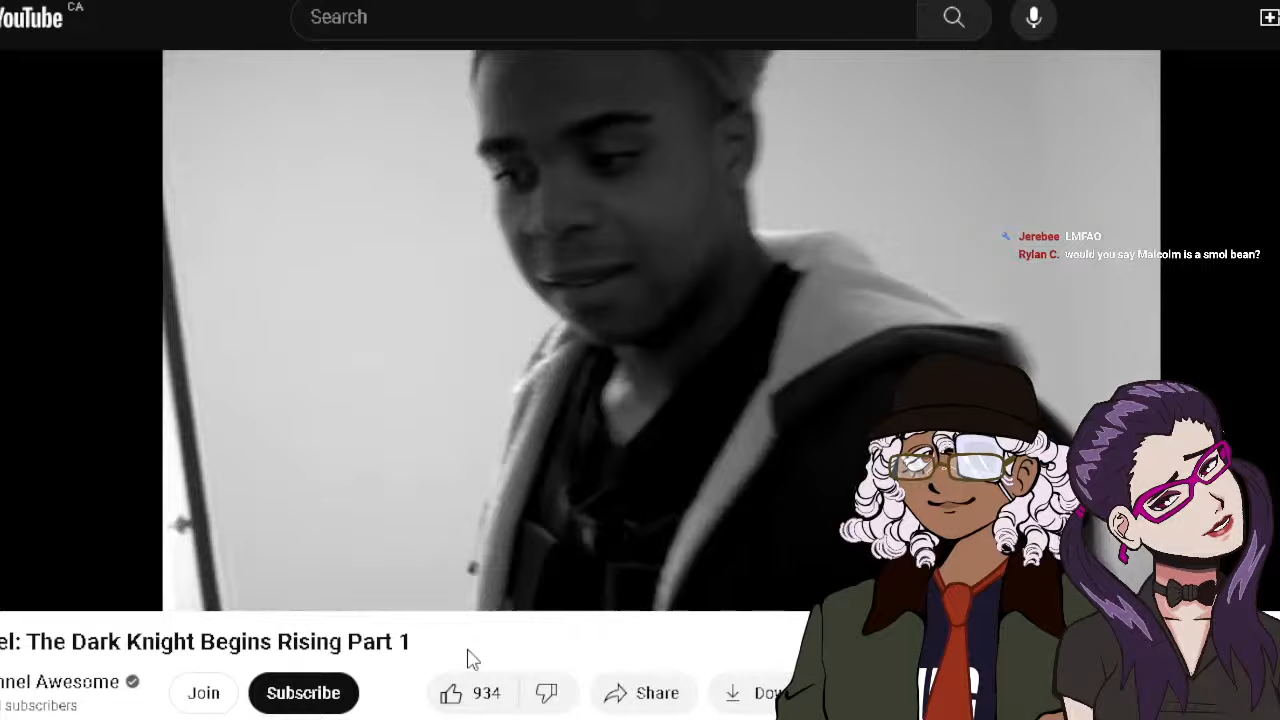 YouTube CA
Search
Jerebee LMFAO
Rylan C. would you say Malcolm is a smol bean?
el: The Dark Knight Begins Rising Part 1
nnel Awesome
subscribers
Join
Subscribe
934
Share
Dow